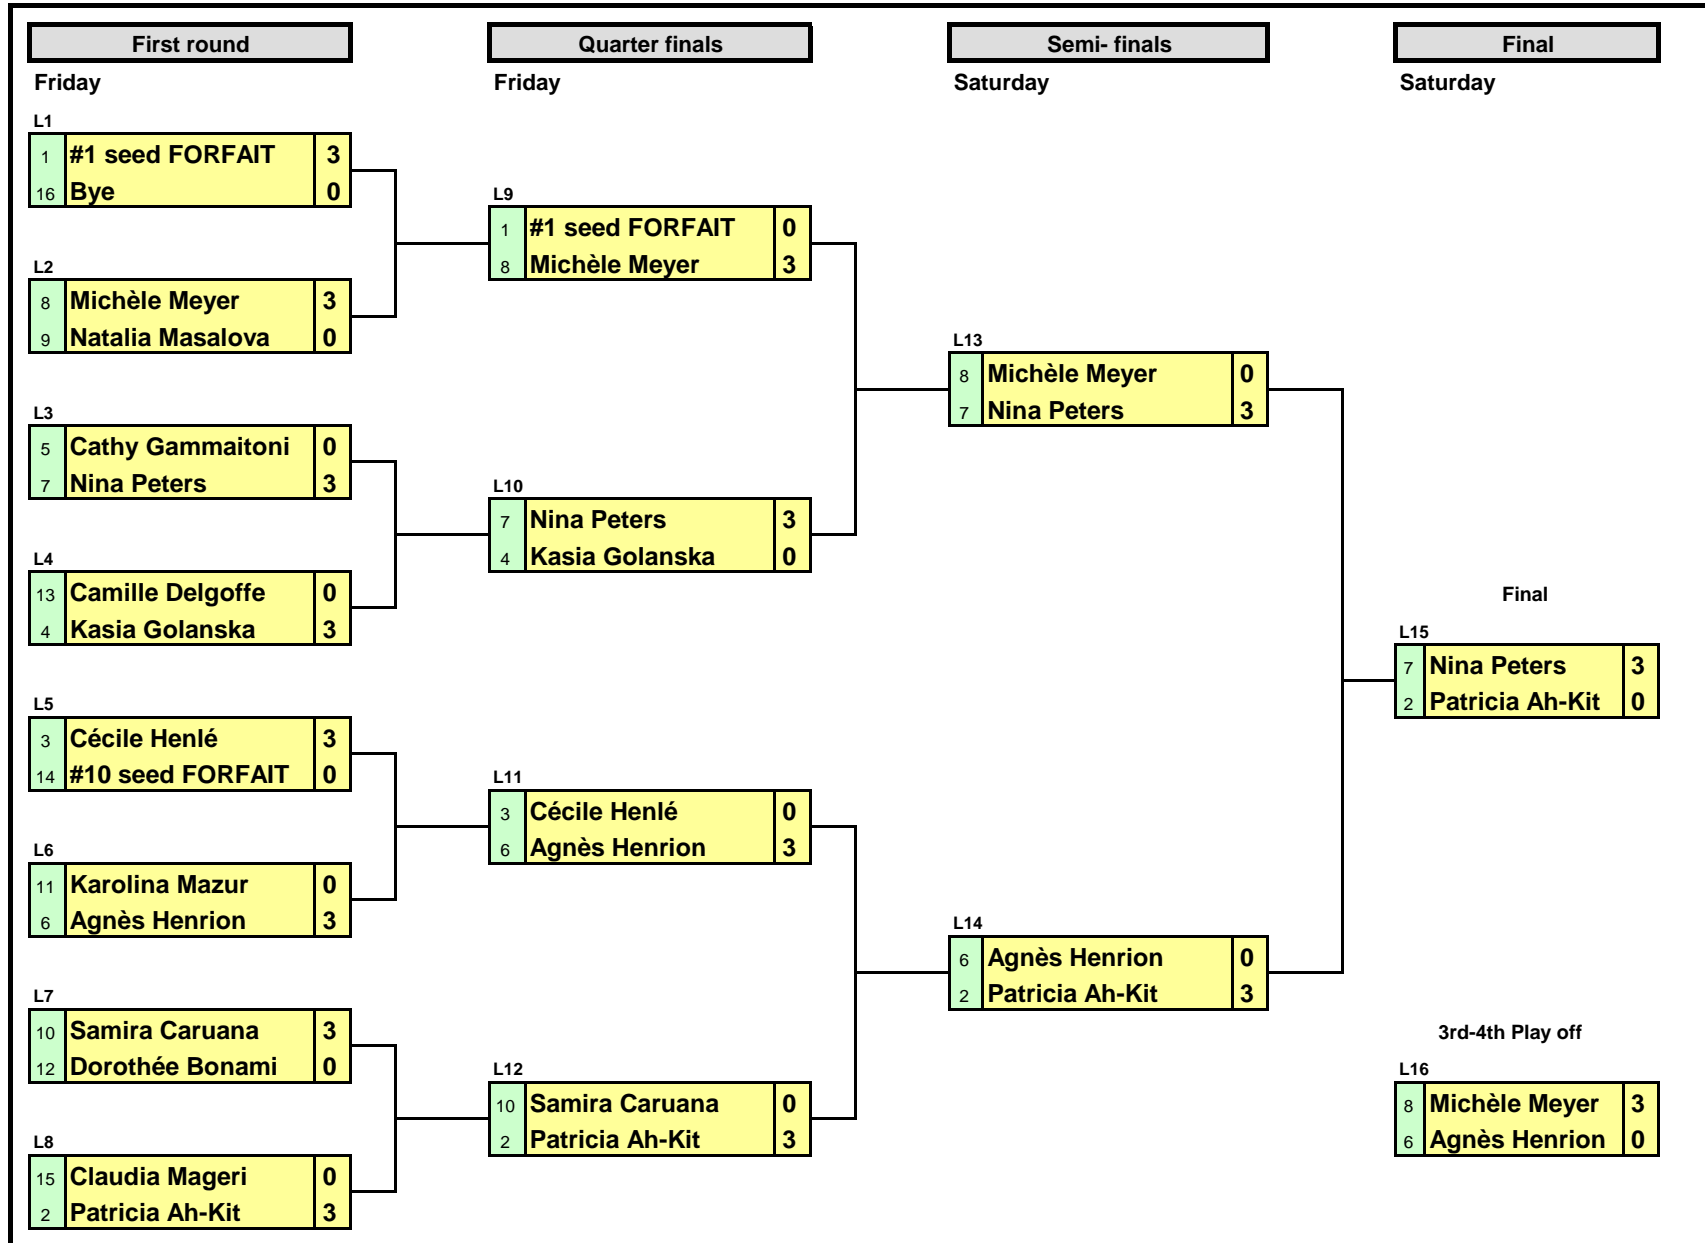 First round
Friday
L1
1 #1 seed FORFAIT 3
16 Bye 0
L2
8 Michèle Meyer 3
9 Natalia Masalova 0
L3
5 Cathy Gammaitoni 0
7 Nina Peters 3
L4
13 Camille Delgoffe 0
4 Kasia Golanska 3
L5
3 Cécile Henlé 3
14 #10 seed FORFAIT 0
L6
11 Karolina Mazur 0
6 Agnès Henrion 3
L7
10 Samira Caruana 3
12 Dorothée Bonami 0
L8
15 Claudia Mageri 0
2 Patricia Ah-Kit 3
Quarter finals
Friday
L9
1 #1 seed FORFAIT 0
8 Michèle Meyer 3
L10
7 Nina Peters 3
4 Kasia Golanska 0
L11
3 Cécile Henlé 0
6 Agnès Henrion 3
L12
10 Samira Caruana 0
2 Patricia Ah-Kit 3
Semi- finals
Saturday
L13
8 Michèle Meyer 0
7 Nina Peters 3
L14
6 Agnès Henrion 0
2 Patricia Ah-Kit 3
Final
Saturday
Final
L15
7 Nina Peters 3
2 Patricia Ah-Kit 0
3rd-4th Play off
L16
8 Michèle Meyer 3
6 Agnès Henrion 0